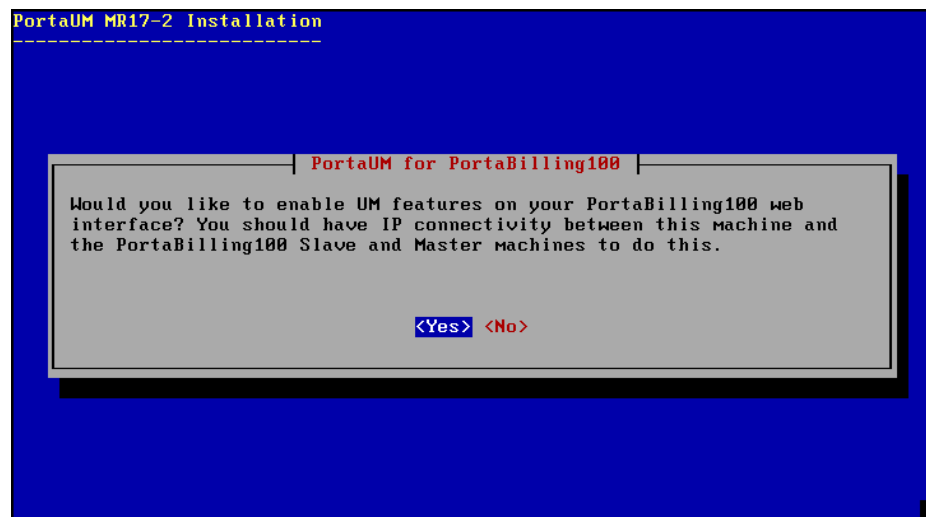 PortaUM MR17-2 Installation
----------------------------
PortaUM for PortaBilling100
Would you like to enable UM features on your PortaBilling100 web
interface? You should have IP connectivity between this machine and
the PortaBilling100 Slave and Master machines to do this.
<Yes> <No>